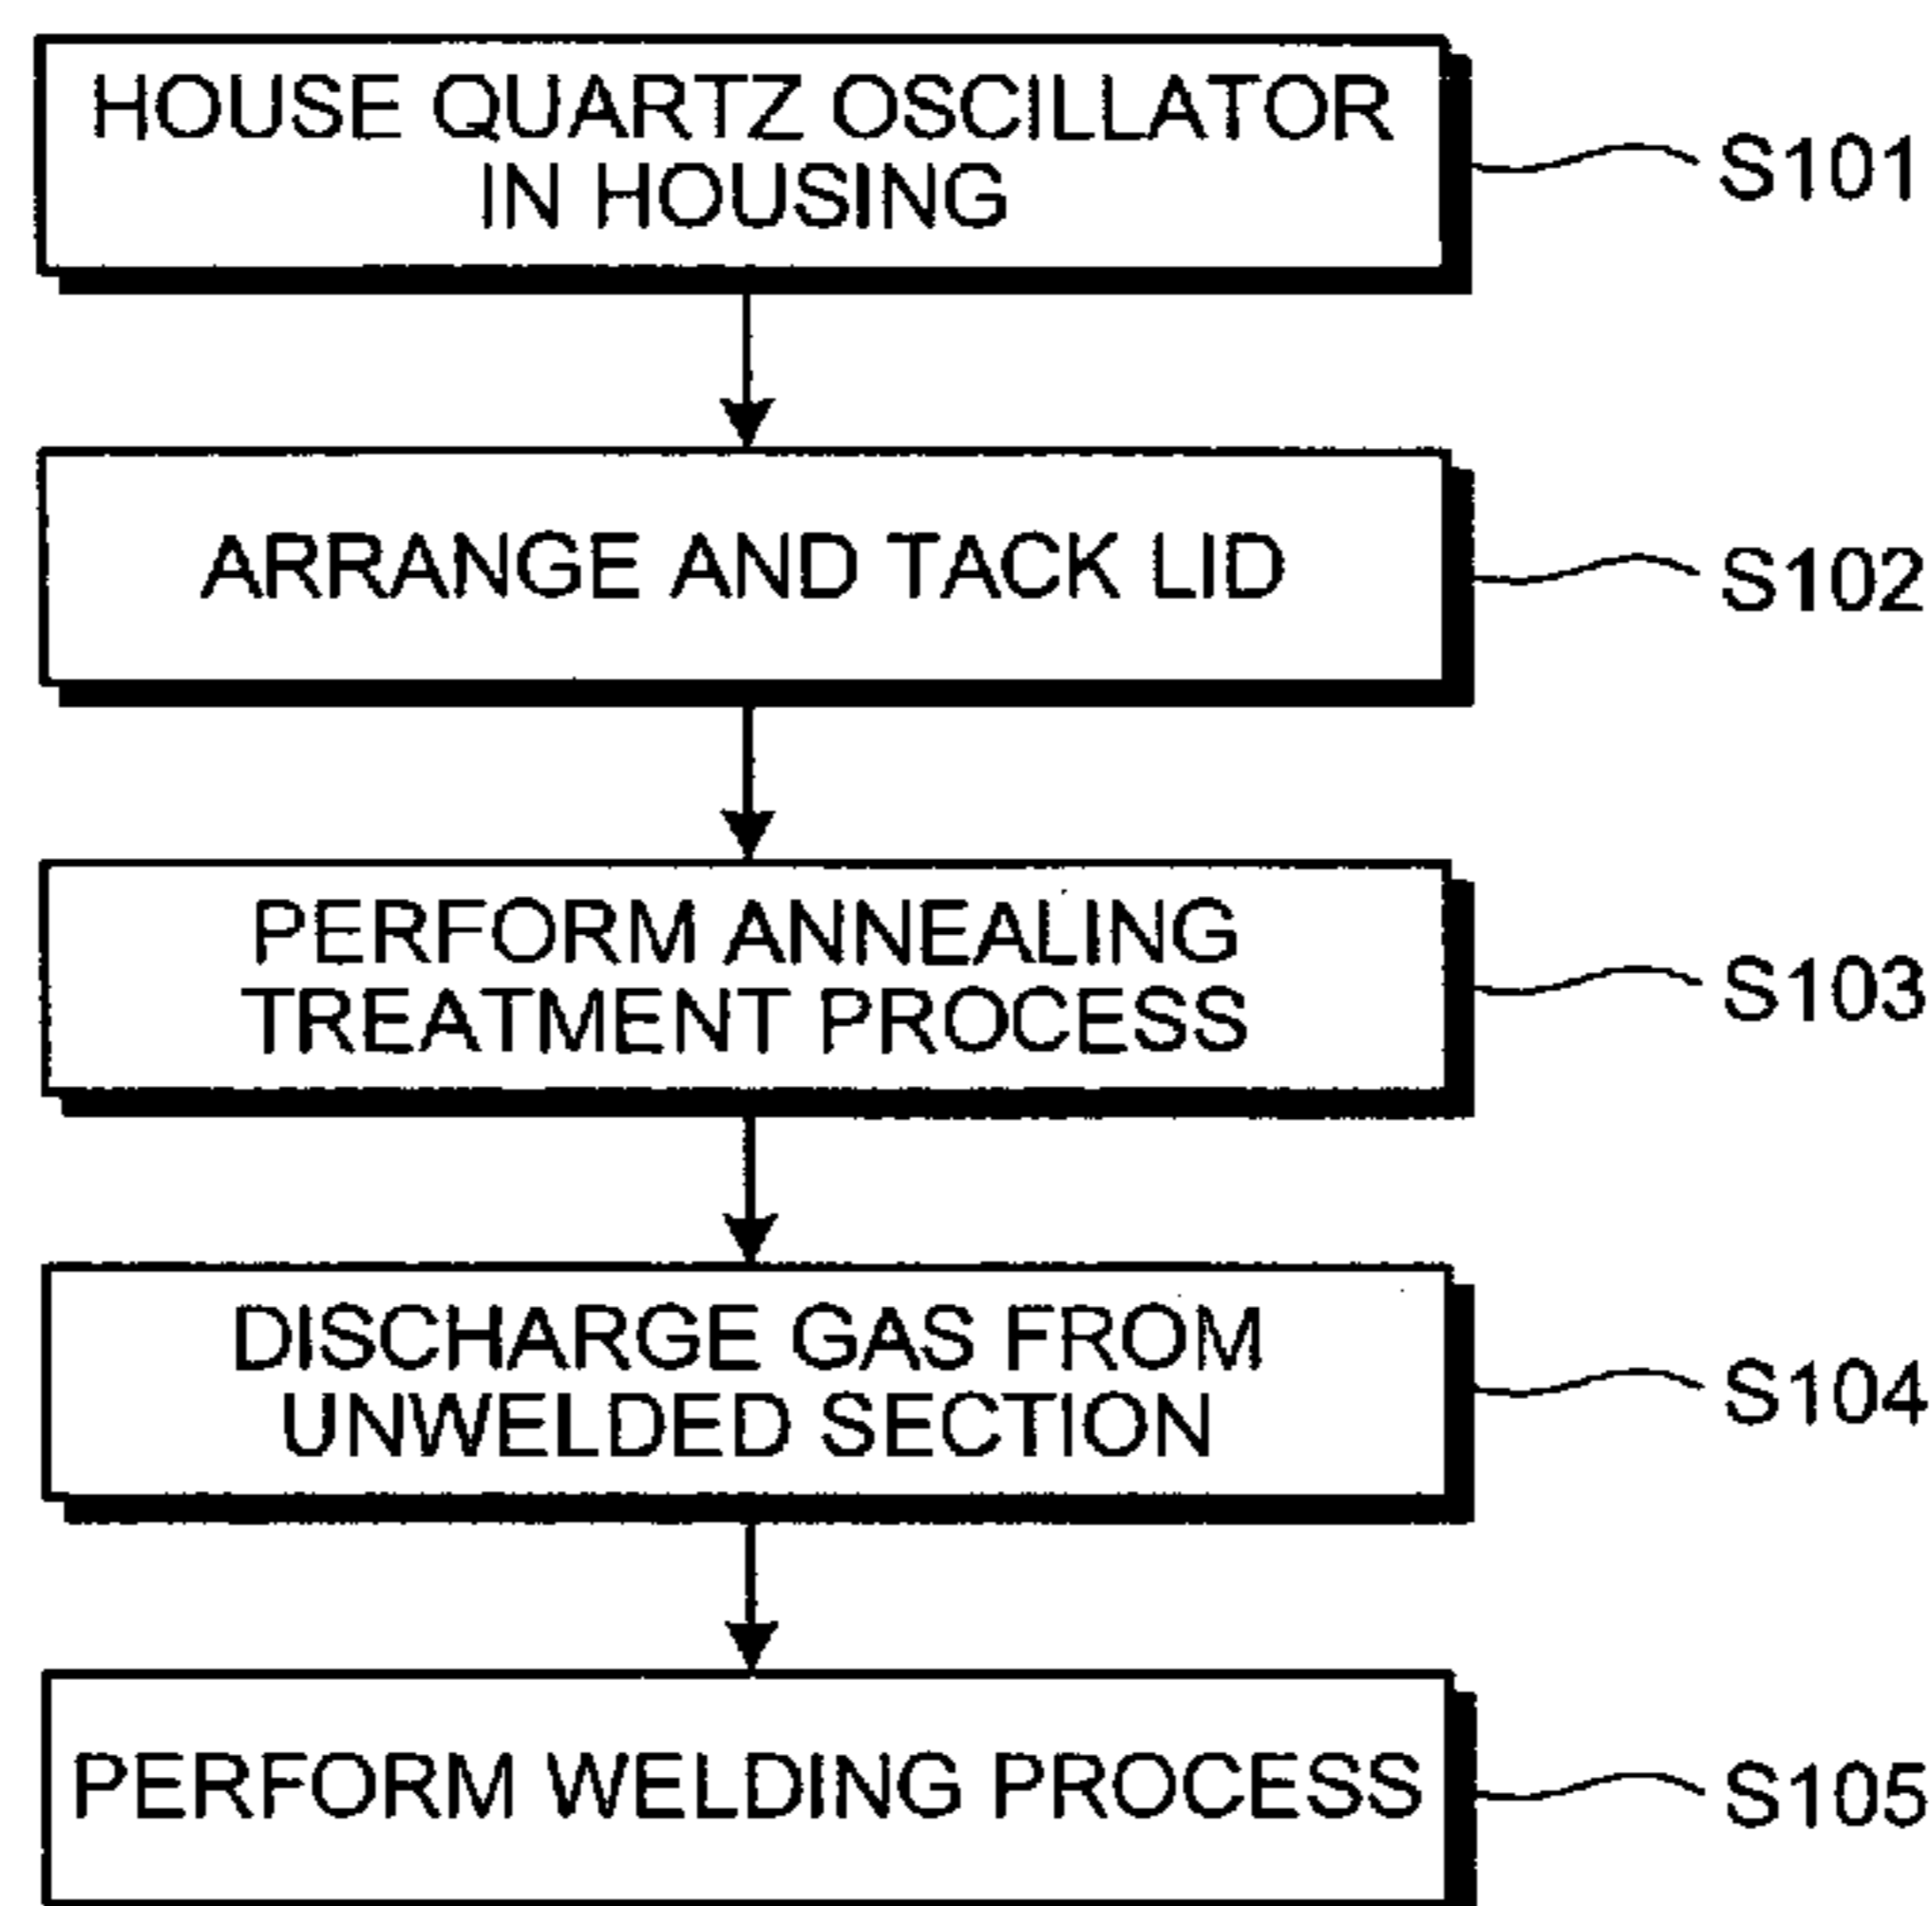 HOUSE QUARTZ OSCILLATOR
IN HOUSING
S101
ARRANGE AND TACK LID
S102
PERFORM ANNEALING
TREATMENT PROCESS
S103
DISCHARGE GAS FROM
UNWELDED SECTION
S104
PERFORM WELDING PROCESS
S105